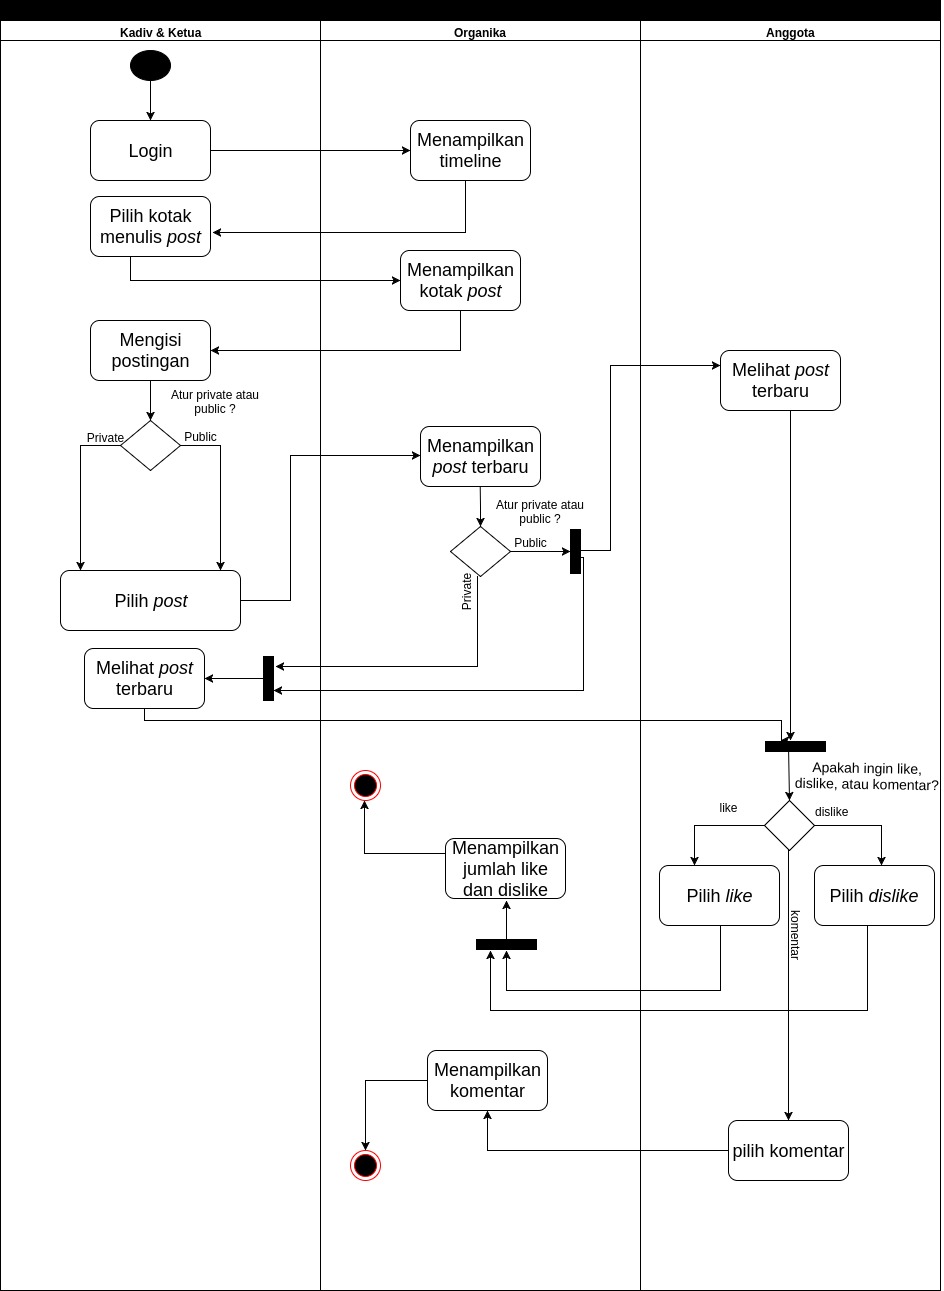 Kadiv & Ketua
Organika
Anggota
Login
Menampilkan
timeline
Pilih kotak
menulis post
Menampilkan
kotak post
Mengisi
postingan
Melihat post
terbaru
Atur private atau
public ?
Private
Public
Menampilkan
post terbaru
Atur private atau
public ?
Public
Private
Pilih post
Melihat post
terbaru
Apakah ingin like,
dislike, atau komentar?
like
dislike
Menampilkan
jumlah like
dan dislike
Pilih like
Pilih dislike
komentar
Menampilkan
komentar
pilih komentar